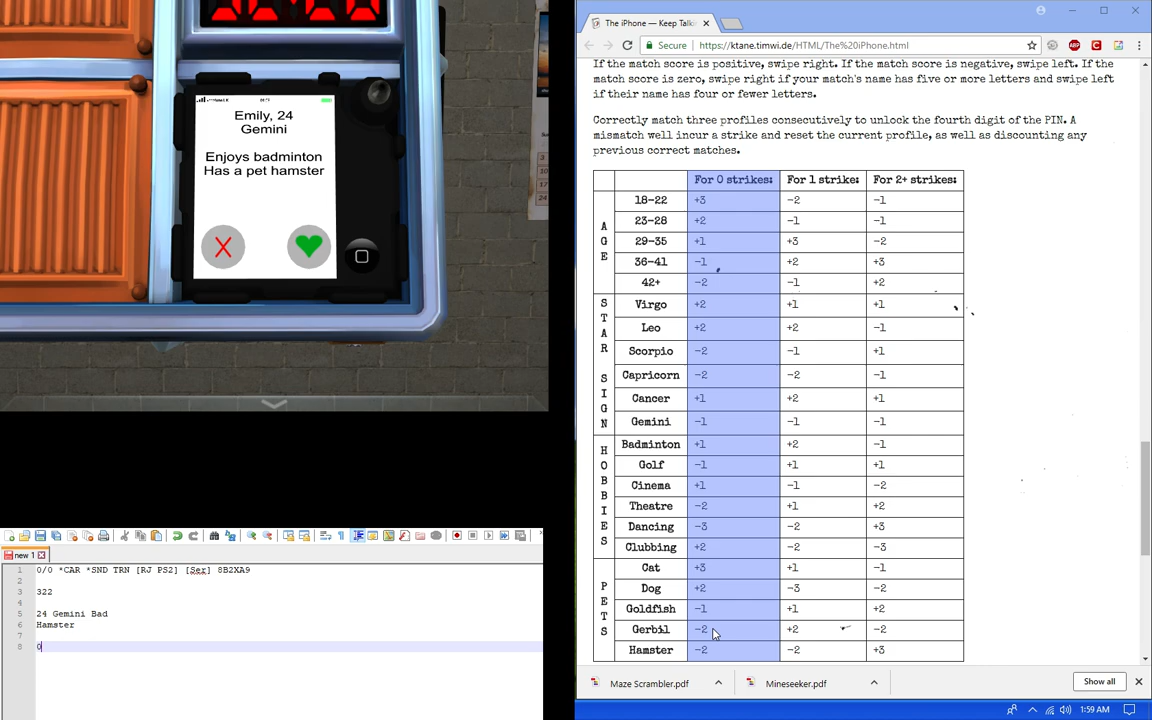 Emily, 24
Gemini
Enjoys badminton
Has a pet hamster
X
new 1
1 0/0 *CAR *SND TRN [RJ PS2] [Ser] 8B2XA9
2
3 322
4
5 24 Gemini Bad
6 Hamster
7
8 0
The iPhone — Keep Talki
Secure https://ktane.timwi.de/HTML/The%20iPhone.html
If the match score is positive, swipe right. If the match score is negative, swipe left. If the
match score is zero, swipe right if your match's name has five or more letters and swipe left
if their name has four or fewer letters.
Correctly match three profiles consecutively to unlock the fourth digit of the PIN. A
mismatch well incur a strike and reset the current profile, as well as discounting any
previous correct matches.
For 0 strikes: For 1 strike: For 2+ strikes:
AGE
18-22 +3 -2 -1
23-28 +2 -1 -1
29-35 +1 +3 -2
36-41 -1 +2 +3
42+ -2 -1 +2
STAR SIGN
Virgo +2 +1 +1
Leo +2 +2 -1
Scorpio -2 -1 +1
Capricorn -2 -2 -1
Cancer +1 +2 +1
Gemini -1 -1 -1
HOBBIES
Badminton +1 +2 -1
Golf -1 +1 +1
Cinema +1 -1 -2
Theatre -2 +1 +2
Dancing -3 -2 +3
Clubbing +2 -2 -3
PETS
Cat +3 +1 -1
Dog +2 -3 -2
Goldfish -1 +1 +2
Gerbil -2 +2 -2
Hamster -2 -2 +3
Maze Scrambler.pdf Mineseeker.pdf Show all
1:59 AM